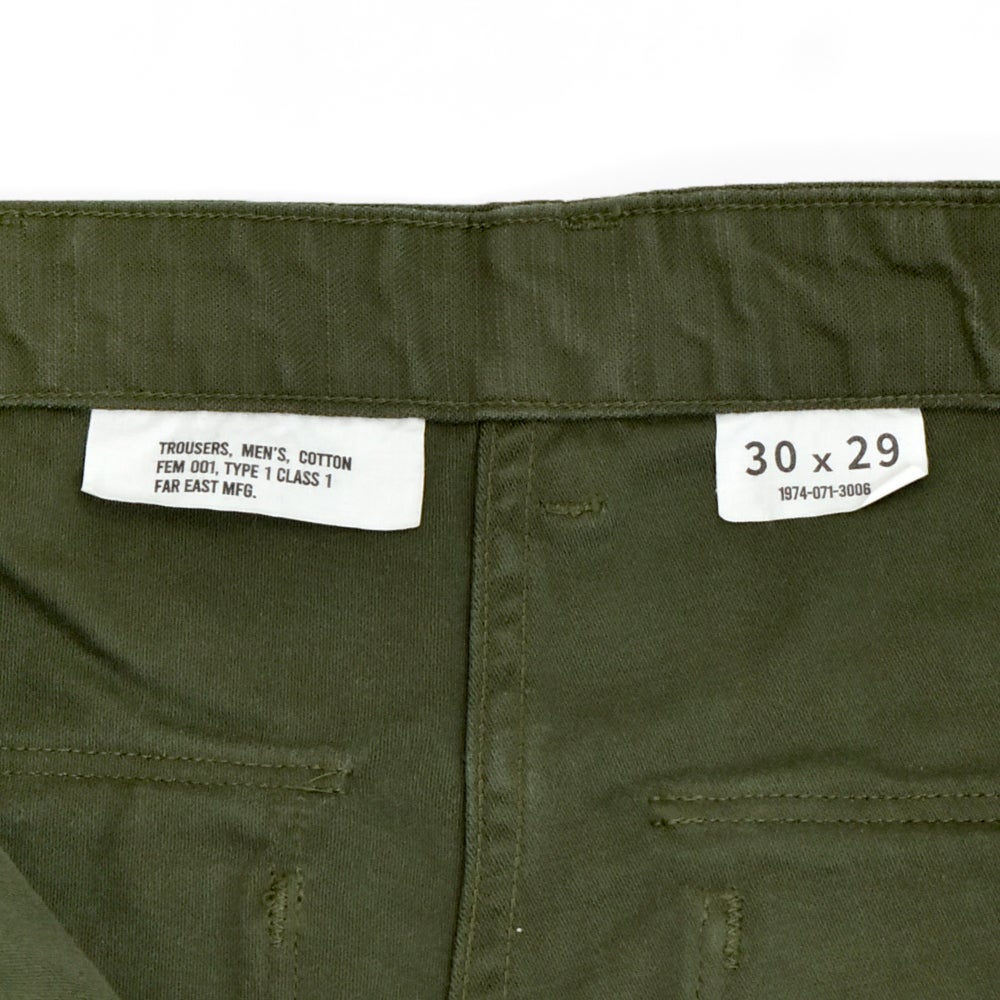 TROUSERS, MEN'S, COTTON
FEM 001, TYPE 1 CLASS 1
FAR EAST MFG.
30 x 29
1974-071-3006